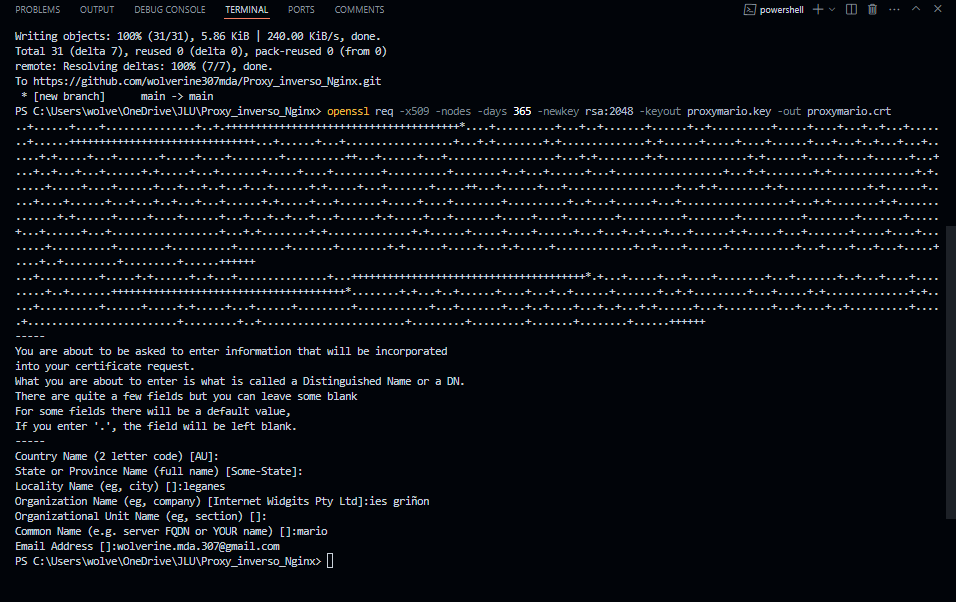 PROBLEMS OUTPUT DEBUG CONSOLE TERMINAL PORTS COMMENTS powershell
Writing objects: 100% (31/31), 5.86 KiB | 240.00 KiB/s, done.
Total 31 (delta 7), reused 0 (delta 0), pack-reused 0 (from 0)
remote: Resolving deltas: 100% (7/7), done.
To https://github.com/wolverine307mda/Proxy_inverso_Nginx.git
 * [new branch]      main -> main
PS C:\Users\wolve\OneDrive\JLU\Proxy_inverso_Nginx> openssl req -x509 -nodes -days 365 -newkey rsa:2048 -keyout proxymario.key -out proxymario.crt
-----
You are about to be asked to enter information that will be incorporated
into your certificate request.
What you are about to enter is what is called a Distinguished Name or a DN.
There are quite a few fields but you can leave some blank
For some fields there will be a default value,
If you enter '.', the field will be left blank.
-----
Country Name (2 letter code) [AU]:
State or Province Name (full name) [Some-State]:
Locality Name (eg, city) []:leganes
Organization Name (eg, company) [Internet Widgits Pty Ltd]:ies griñon
Organizational Unit Name (eg, section) []:
Common Name (e.g. server FQDN or YOUR name) []:mario
Email Address []:wolverine.mda.307@gmail.com
PS C:\Users\wolve\OneDrive\JLU\Proxy_inverso_Nginx>